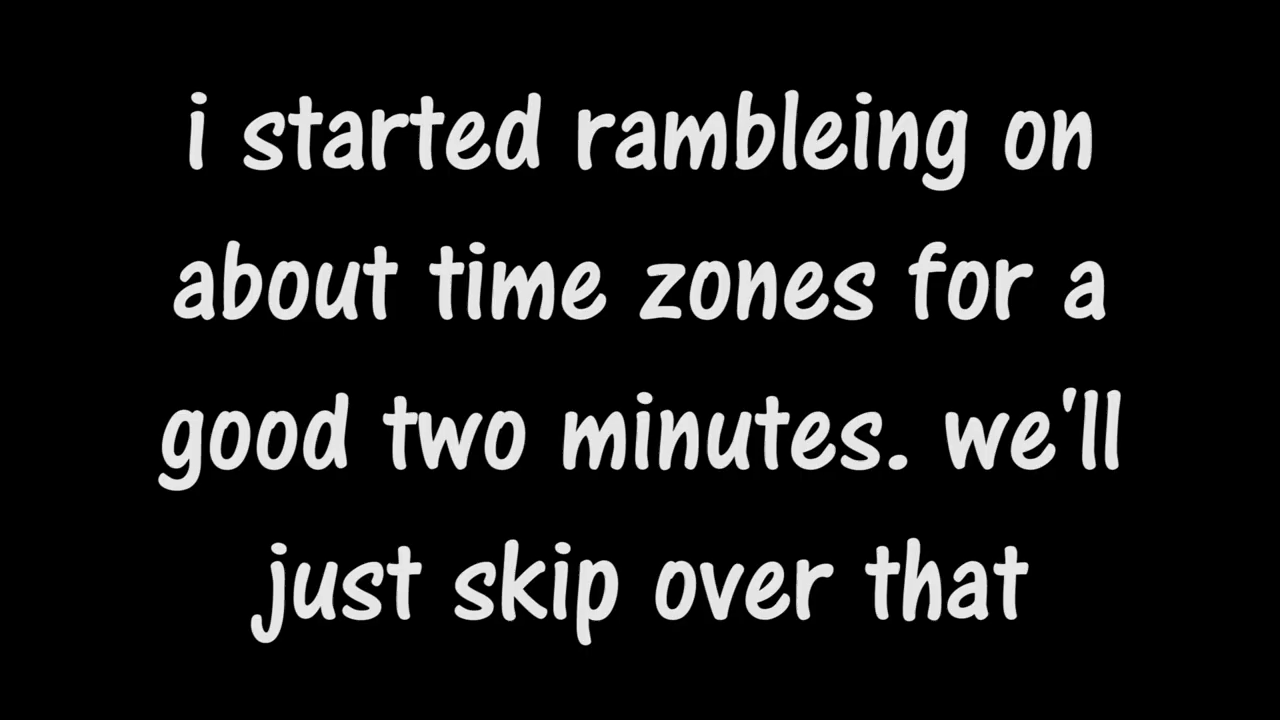 i started rambleing on
about time zones for a
good two minutes. we'll
just skip over that